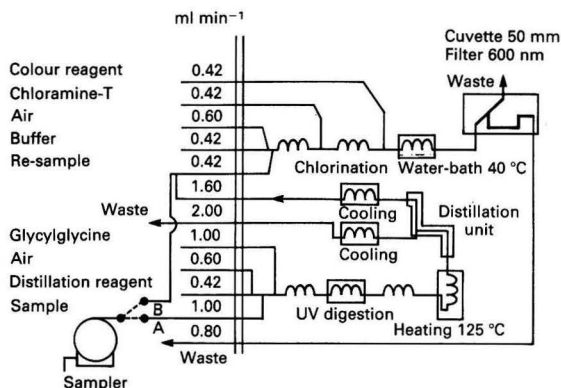 ml min⁻¹
Cuvette 50 mm
Filter 600 nm
Waste
Colour reagent 0.42
Chloramine-T 0.42
Air 0.60
Buffer 0.42
Re-sample 0.42
Chlorination
Water-bath 40 °C
1.60
Cooling
Waste 2.00
Cooling
Distillation
unit
Glycylglycine 1.00
Air 0.60
Distillation reagent 0.42
Sample 1.00
B
A
UV digestion
Heating 125 °C
0.80
Waste
Sampler